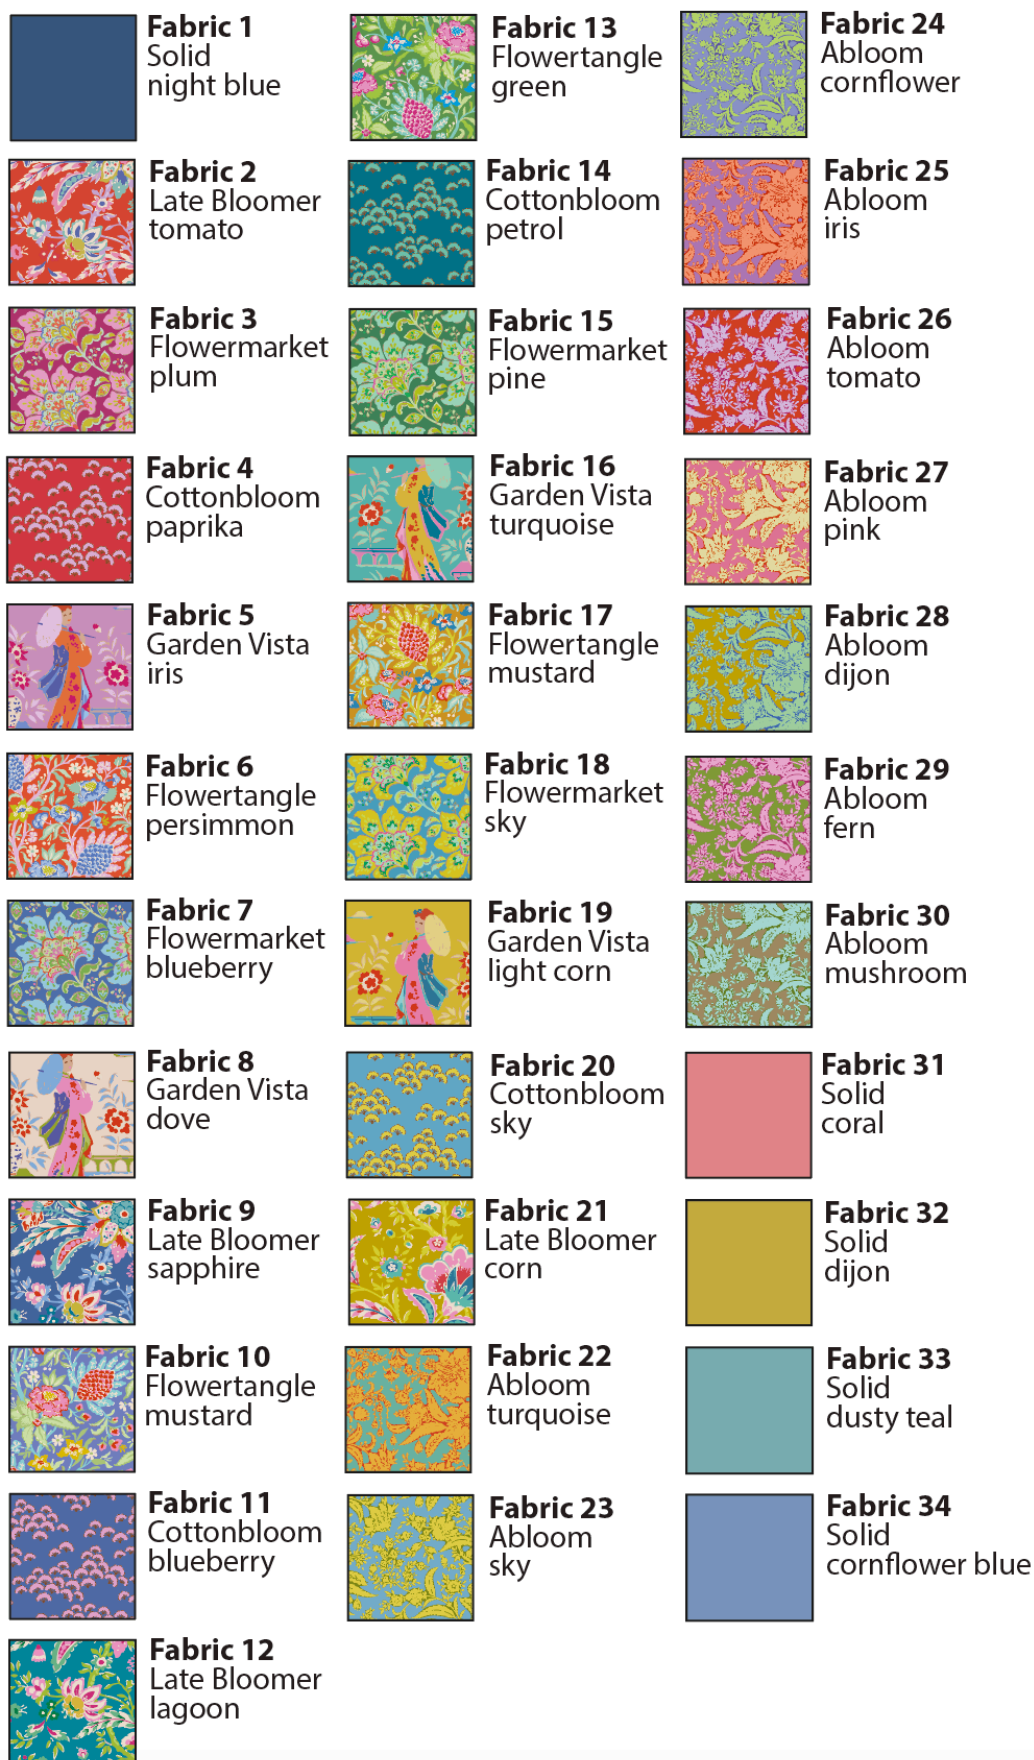 Fabric 1
Solid
night blue
Fabric 2
Late Bloomer
tomato
Fabric 3
Flowermarket
plum
Fabric 4
Cottonbloom
paprika
Fabric 5
Garden Vista
iris
Fabric 6
Flowertangle
persimmon
Fabric 7
Flowermarket
blueberry
Fabric 8
Garden Vista
dove
Fabric 9
Late Bloomer
sapphire
Fabric 10
Flowertangle
mustard
Fabric 11
Cottonbloom
blueberry
Fabric 12
Late Bloomer
lagoon
Fabric 13
Flowertangle
green
Fabric 14
Cottonbloom
petrol
Fabric 15
Flowermarket
pine
Fabric 16
Garden Vista
turquoise
Fabric 17
Flowertangle
mustard
Fabric 18
Flowermarket
sky
Fabric 19
Garden Vista
light corn
Fabric 20
Cottonbloom
sky
Fabric 21
Late Bloomer
corn
Fabric 22
Abloom
turquoise
Fabric 23
Abloom
sky
Fabric 24
Abloom
cornflower
Fabric 25
Abloom
iris
Fabric 26
Abloom
tomato
Fabric 27
Abloom
pink
Fabric 28
Abloom
dijon
Fabric 29
Abloom
fern
Fabric 30
Abloom
mushroom
Fabric 31
Solid
coral
Fabric 32
Solid
dijon
Fabric 33
Solid
dusty teal
Fabric 34
Solid
cornflower blue